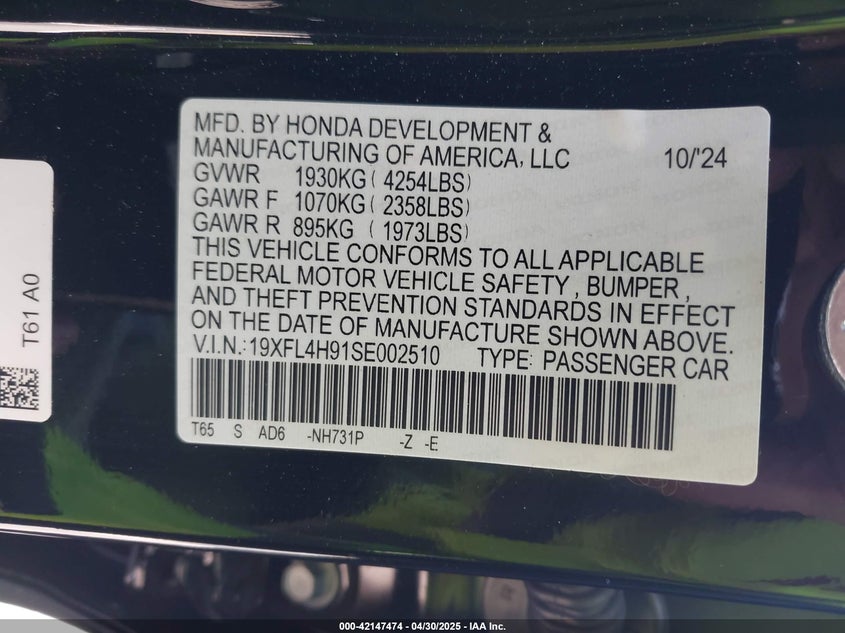 MFD. BY HONDA DEVELOPMENT &
MANUFACTURING OF AMERICA, LLC 10/'24
GVWR 1930KG ( 4254LBS)
GAWR F 1070KG ( 2358LBS)
GAWR R 895KG ( 1973LBS)
THIS VEHICLE CONFORMS TO ALL APPLICABLE
FEDERAL MOTOR VEHICLE SAFETY , BUMPER ,
AND THEFT PREVENTION STANDARDS IN EFFECT
ON THE DATE OF MANUFACTURE SHOWN ABOVE.
V.I.N.:19XFL4H91SE002510 TYPE: PASSENGER CAR
T65 S AD6 -NH731P -Z -E
T61 A0
000-42147474 - 04/30/2025 - IAA Inc.